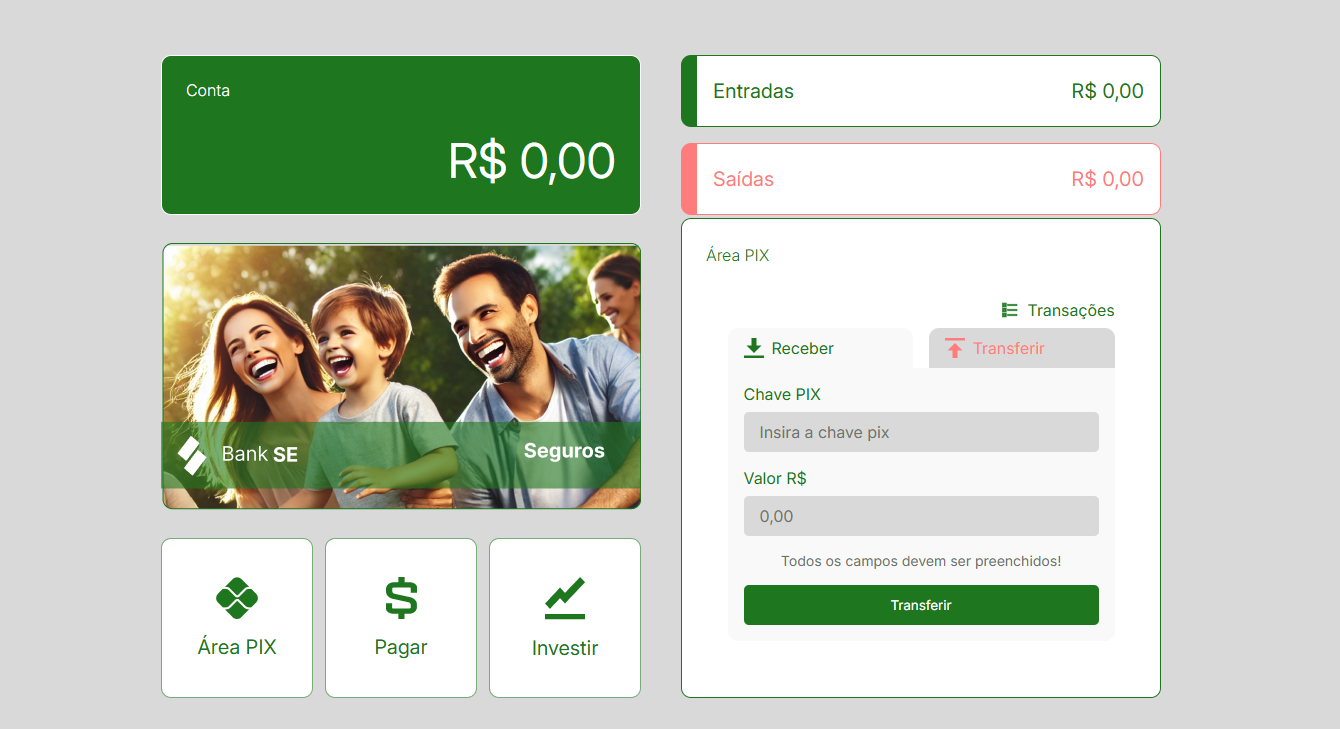 Conta
R$ 0,00
Entradas R$ 0,00
Saídas R$ 0,00
Bank SE Seguros
Área PIX
Pagar
Investir
Área PIX
Transações
Receber
Transferir
Chave PIX
Insira a chave pix
Valor R$
0,00
Todos os campos devem ser preenchidos!
Transferir